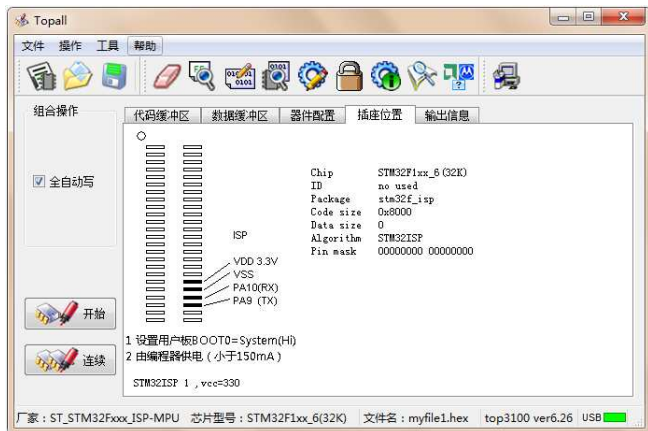 Topall
文件 操作 工具 帮助
组合操作
代码缓冲区 数据缓冲区 器件配置 插座位置 输出信息
全自动写
Chip STM32F1xx_6(32K)
ID no used
Package stm32f_isp
Code size 0x8000
Data size 0
Algorithm STM32ISP
Pin mask 00000000 00000000
ISP
VDD 3.3V
VSS
PA10(RX)
PA9 (TX)
开始
1 设置用户板BOOT0=System(Hi)
2 由编程器供电（小于150mA）
连续
STM32ISP 1 ,vcc=330
厂家：ST_STM32Fxxx_ISP-MPU 芯片型号：STM32F1xx_6(32K) 文件名：myfile1.hex top3100 ver6.26 USB